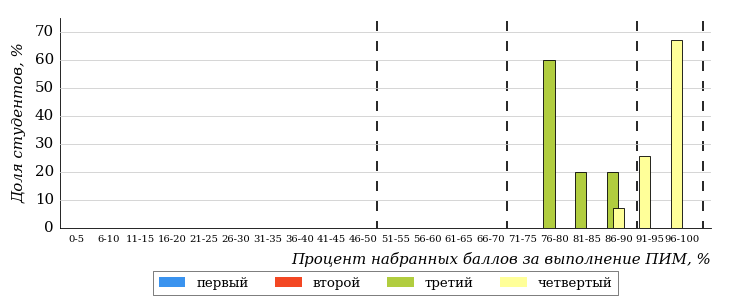 Доля студентов, %
70
60
50
40
30
20
10
0
0-5 6-10 11-15 16-20 21-25 26-30 31-35 36-40 41-45 46-50 51-55 56-60 61-65 66-70 71-75 76-80 81-85 86-90 91-95 96-100
Процент набранных баллов за выполнение ПИМ, %
первый второй третий четвертый